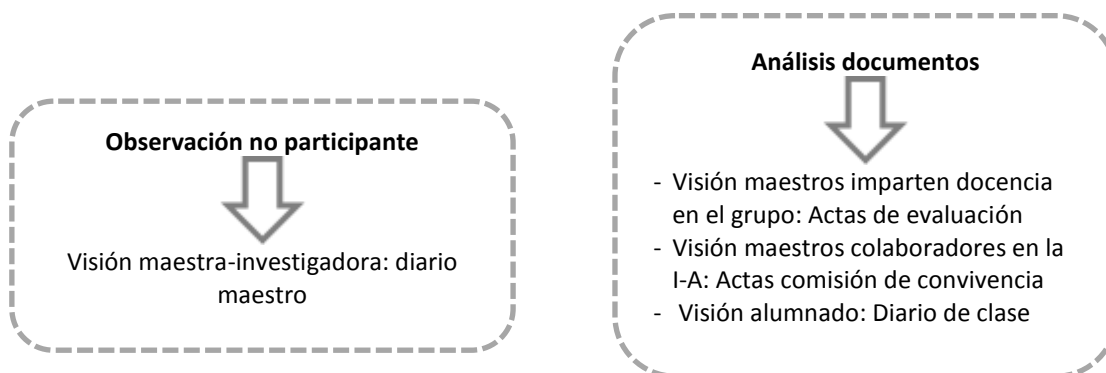 Observación no participante
Visión maestra-investigadora: diario
maestro
Análisis documentos
- Visión maestros imparten docencia
en el grupo: Actas de evaluación
- Visión maestros colaboradores en la
I-A: Actas comisión de convivencia
- Visión alumnado: Diario de clase